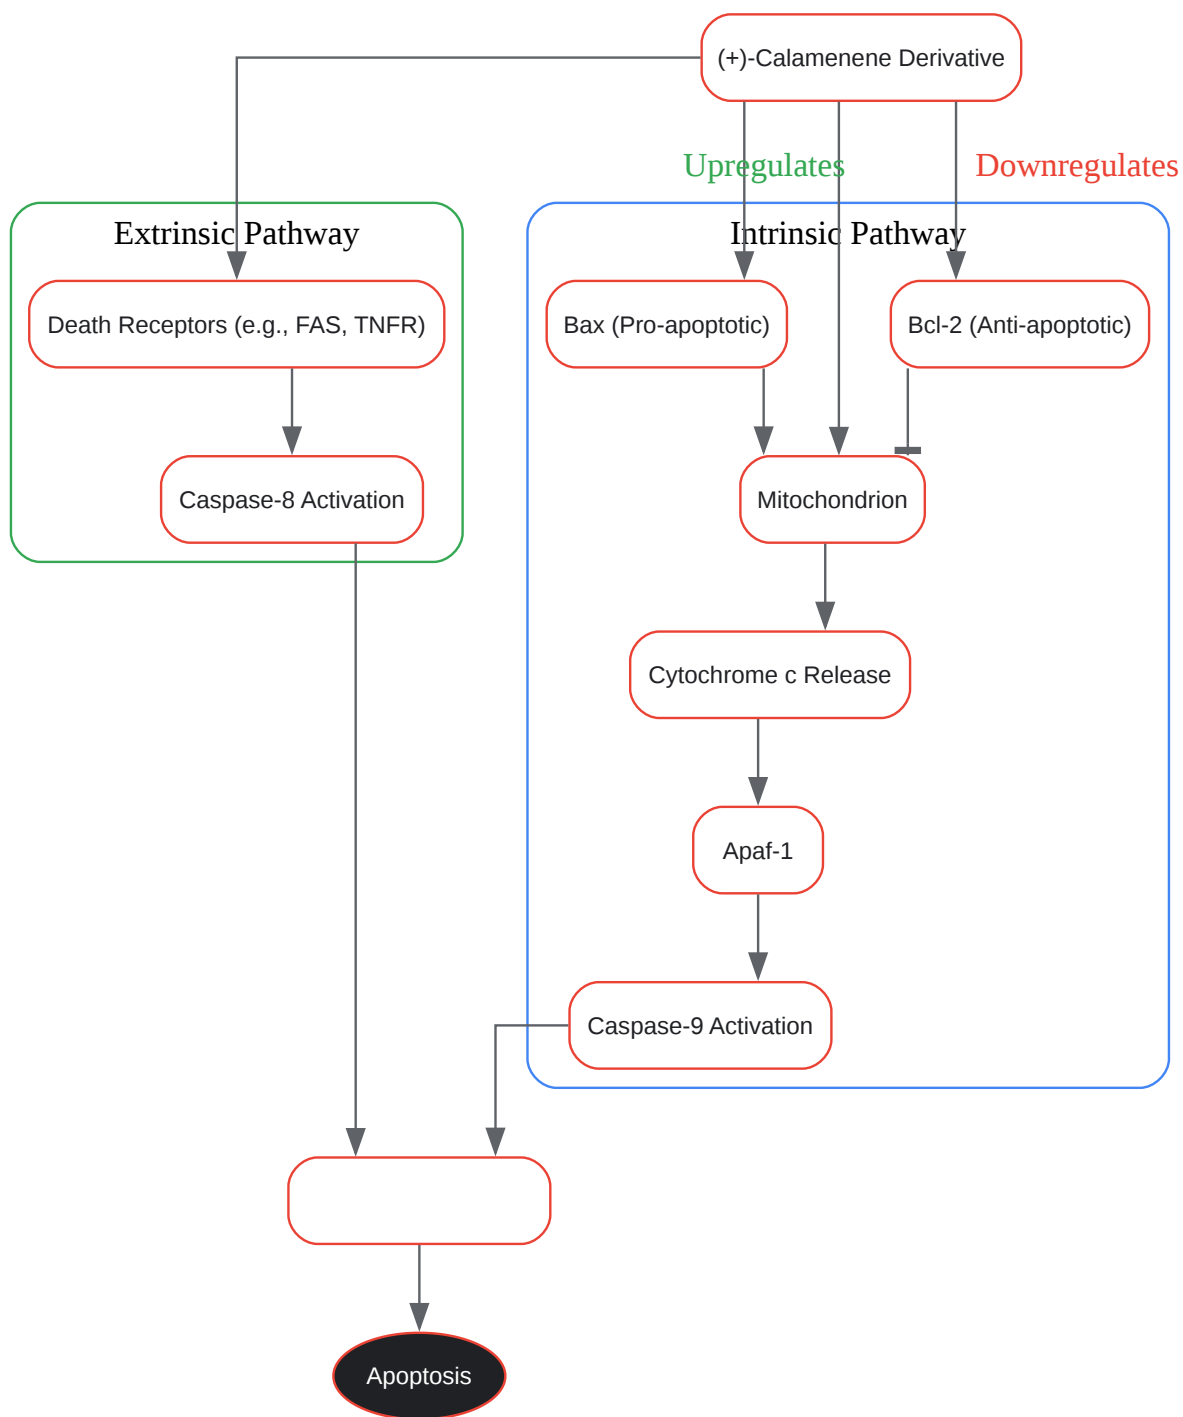 (+)-Calamenene Derivative
Upregulates
Downregulates
Extrinsic Pathway
Intrinsic Pathway
Death Receptors (e.g., FAS, TNFR)
Bax (Pro-apoptotic)
Bcl-2 (Anti-apoptotic)
Caspase-8 Activation
Mitochondrion
Cytochrome c Release
Apaf-1
Caspase-9 Activation
Apoptosis